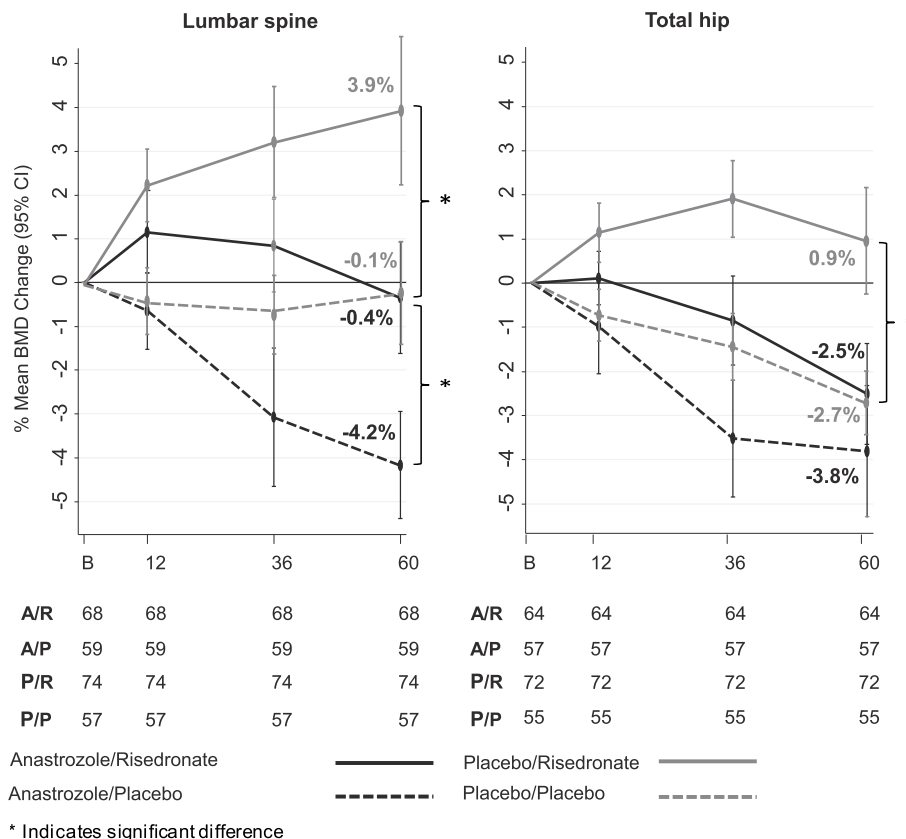 Lumbar spine
Total hip
% Mean BMD Change (95% CI)
5
4
3
2
1
0
-1
-2
-3
-4
-5
3.9%
-0.1%
-0.4%
-4.2%
*
*
B 12 36 60
5
4
3
2
1
0
-1
-2
-3
-4
-5
0.9%
-2.5%
-2.7%
-3.8%
B 12 36 60
A/R 68 68 68 68
A/P 59 59 59 59
P/R 74 74 74 74
P/P 57 57 57 57
A/R 64 64 64 64
A/P 57 57 57 57
P/R 72 72 72 72
P/P 55 55 55 55
Anastrozole/Risedronate
Placebo/Risedronate
Anastrozole/Placebo
Placebo/Placebo
* Indicates significant difference